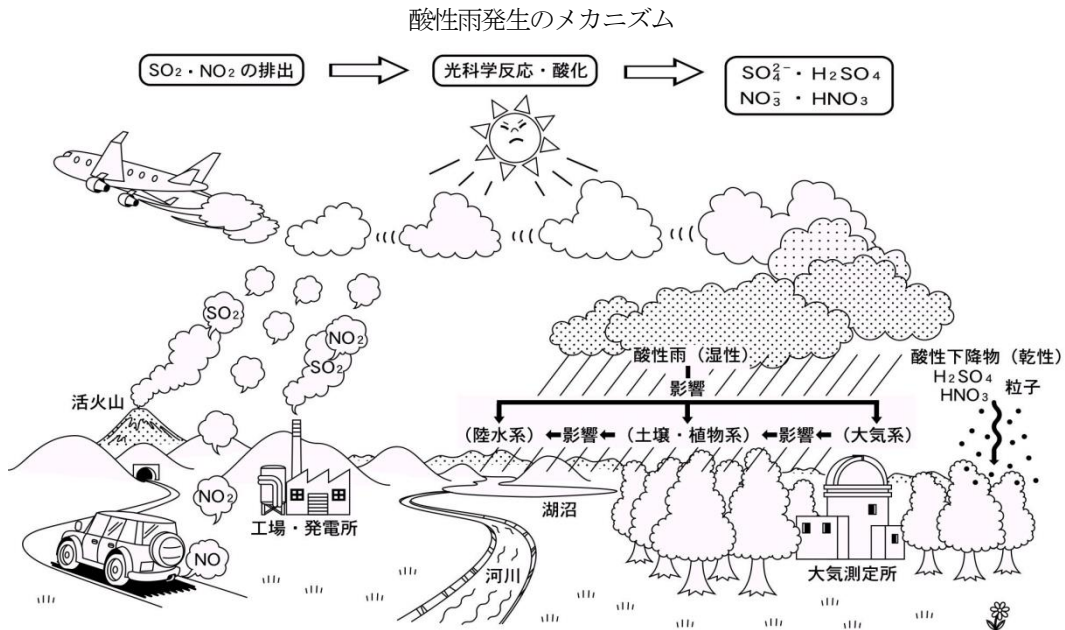 酸性雨発生のメカニズム
SO₂・NO₂の排出
光科学反応・酸化
SO₄²⁻・H₂SO₄
NO₃⁻・HNO₃
SO₂
NO₂
SO₂
酸性雨（湿性）
影響
酸性下降物（乾性）
H₂SO₄
HNO₃
粒子
活火山
（陸水系）⬅影響⬅（土壌・植物系）⬅影響⬅（大気系）
NO₂
工場・発電所
湖沼
NO
河川
大気測定所